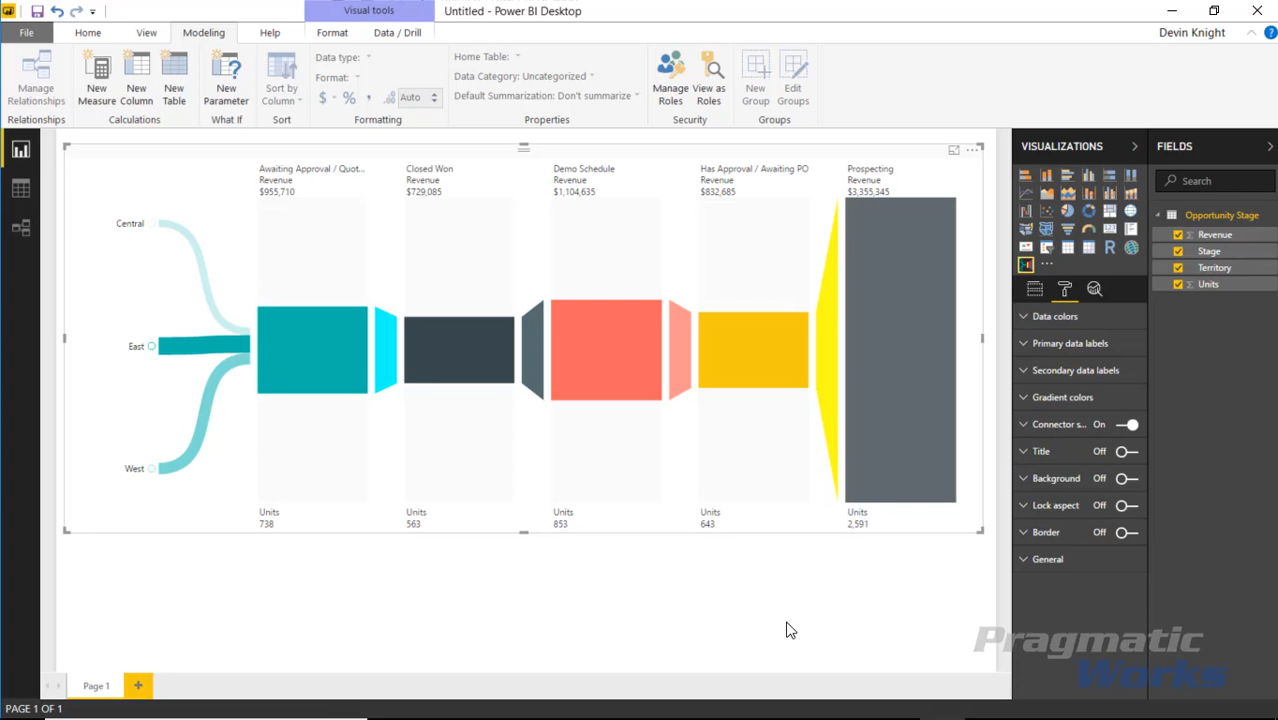 Visual tools
Untitled - Power BI Desktop
File
Home
View
Modeling
Help
Format
Data / Drill
Devin Knight
Manage
Relationships
Relationships
New
Measure
New
Column
New
Table
Calculations
New
Parameter
What If
Sort by
Column
Sort
Data type:
Format:
$
%
Auto
Formatting
Home Table:
Data Category: Uncategorized
Default Summarization: Don't summarize
Properties
Manage
Roles
View as
Roles
Security
New
Group
Edit
Groups
Groups
Awaiting Approval / Quot...
Revenue
$955,710
Closed Won
Revenue
$729,085
Demo Schedule
Revenue
$1,104,635
Has Approval / Awaiting PO
Revenue
$832,685
Prospecting
Revenue
$3,355,345
Central
East
West
Units
738
Units
563
Units
853
Units
643
Units
2,591
VISUALIZATIONS
R
Data colors
Primary data labels
Secondary data labels
Gradient colors
Connector s... On
Title Off
Background Off
Lock aspect Off
Border Off
General
FIELDS
Search
Opportunity Stage
Revenue
Stage
Territory
Units
Pragmatic
Works
Page 1
PAGE 1 OF 1